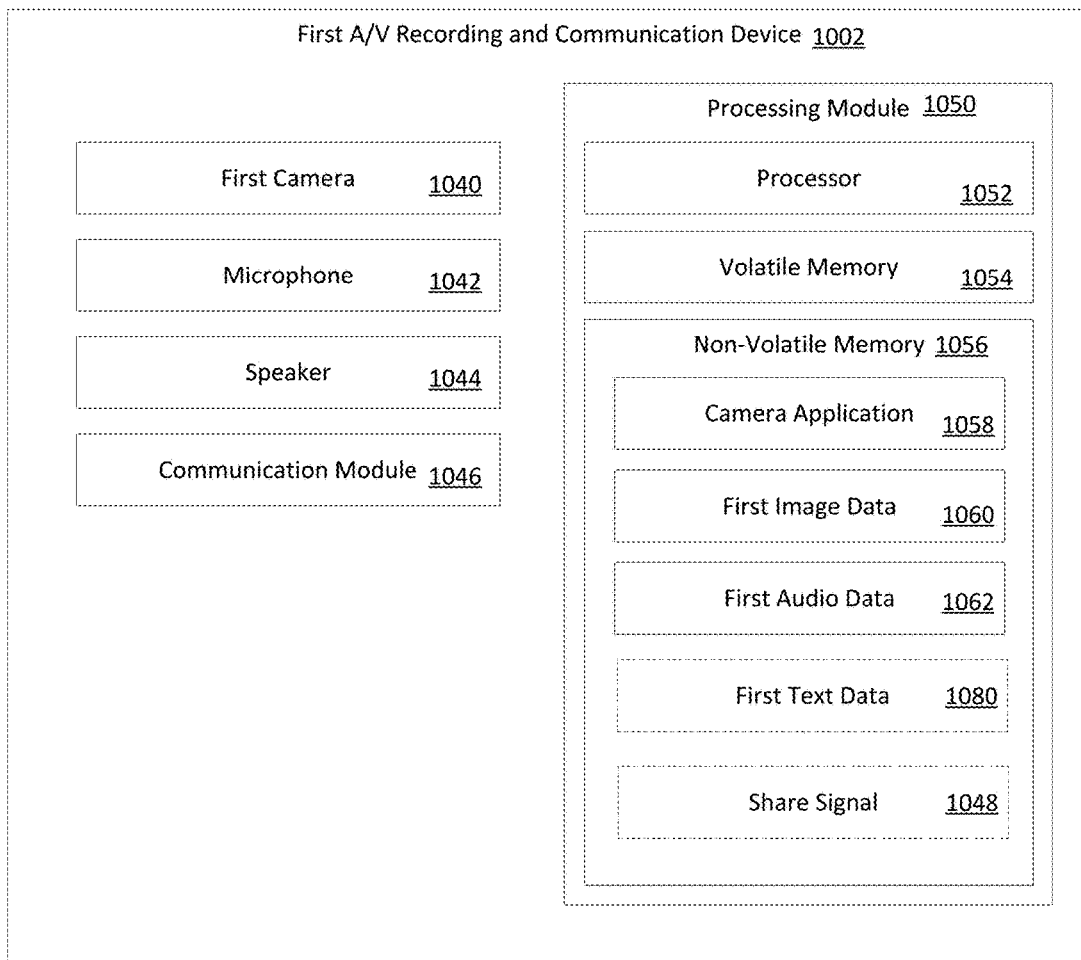 First A/V Recording and Communication Device 1002
First Camera 1040
Microphone 1042
Speaker 1044
Communication Module 1046
Processing Module 1050
Processor 1052
Volatile Memory 1054
Non-Volatile Memory 1056
Camera Application 1058
First Image Data 1060
First Audio Data 1062
First Text Data 1080
Share Signal 1048